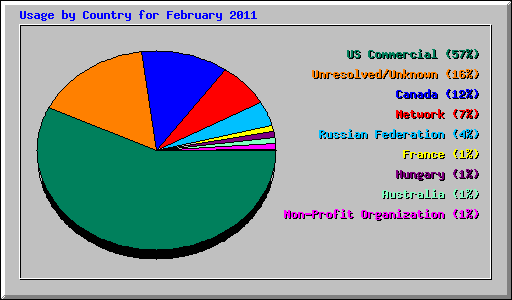 Usage by Country for February 2011
US Commercial (57%)
Unresolved/Unknown (16%)
Canada (12%)
Network (7%)
Russian Federation (4%)
France (1%)
Hungary (1%)
Australia (1%)
Non-Profit Organization (1%)